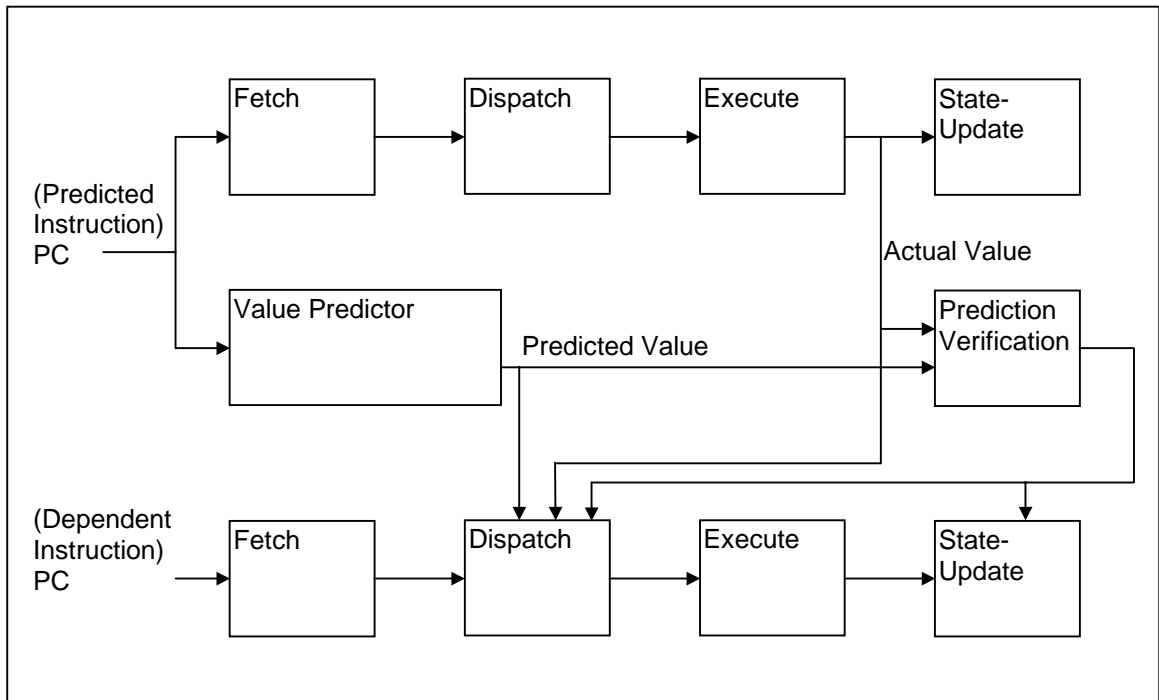 Fetch
Dispatch
Execute
State-
Update
(Predicted
Instruction)
PC
Actual Value
Value Predictor
Predicted Value
Prediction
Verification
(Dependent
Instruction)
PC
Fetch
Dispatch
Execute
State-
Update